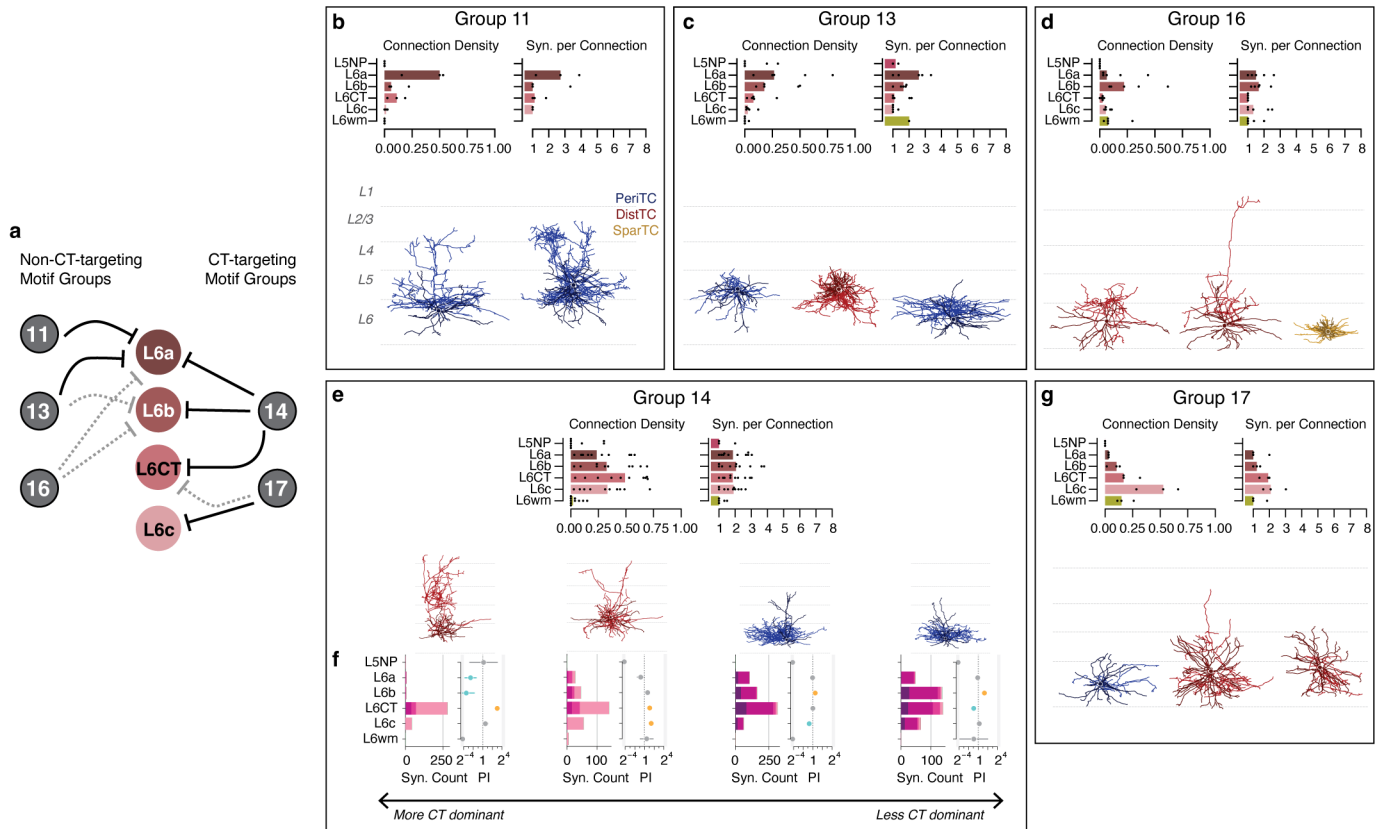 a
Non-CT-targeting
Motif Groups
CT-targeting
Motif Groups
11
13
16
14
17
L6a
L6b
L6CT
L6c
b
Group 11
Connection Density
Syn. per Connection
L5NP
L6a
L6b
L6CT
L6c
L6wm
0.00 0.25 0.50 0.75 1.00
1 2 3 4 5 6 7 8
L1
L2/3
L4
L5
L6
PeriTC
DistTC
SparTC
c
Group 13
Connection Density
Syn. per Connection
L5NP
L6a
L6b
L6CT
L6c
L6wm
0.00 0.25 0.50 0.75 1.00
1 2 3 4 5 6 7 8
d
Group 16
Connection Density
Syn. per Connection
L5NP
L6a
L6b
L6CT
L6c
L6wm
0.00 0.25 0.50 0.75 1.00
1 2 3 4 5 6 7 8
e
Group 14
Connection Density
Syn. per Connection
L5NP
L6a
L6b
L6CT
L6c
L6wm
0.00 0.25 0.50 0.75 1.00
1 2 3 4 5 6 7 8
f
L5NP
L6a
L6b
L6CT
L6c
L6wm
0 250 2⁻⁴ 1 2⁴
Syn. Count PI
0 100 2⁻⁴ 1 2⁴
Syn. Count PI
0 250 2⁻⁴ 1 2⁴
Syn. Count PI
0 100 2⁻⁴ 1 2⁴
Syn. Count PI
More CT dominant
Less CT dominant
g
Group 17
Connection Density
Syn. per Connection
L5NP
L6a
L6b
L6CT
L6c
L6wm
0.00 0.25 0.50 0.75 1.00
1 2 3 4 5 6 7 8